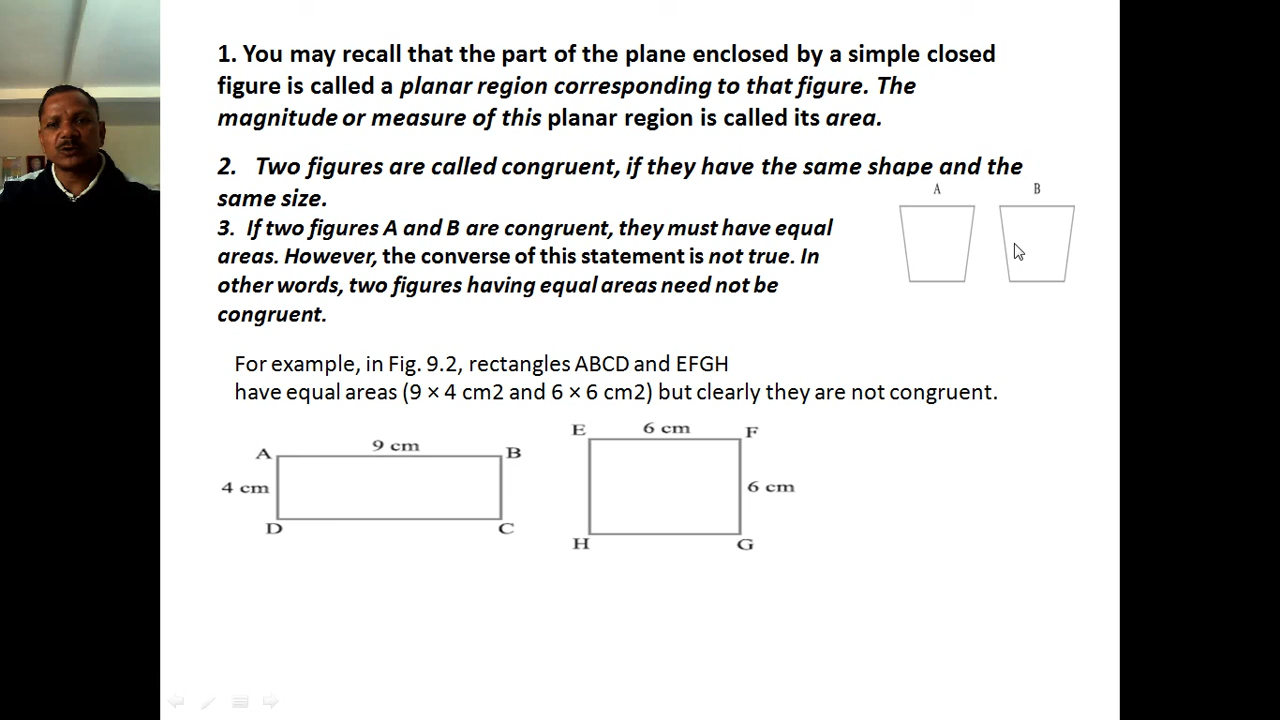 1. You may recall that the part of the plane enclosed by a simple closed
figure is called a planar region corresponding to that figure. The
magnitude or measure of this planar region is called its area.
2. Two figures are called congruent, if they have the same shape and the
same size.
A B
3. If two figures A and B are congruent, they must have equal
areas. However, the converse of this statement is not true. In
other words, two figures having equal areas need not be
congruent.
For example, in Fig. 9.2, rectangles ABCD and EFGH
have equal areas (9 × 4 cm2 and 6 × 6 cm2) but clearly they are not congruent.
E 6 cm F
A 9 cm B
4 cm 6 cm
D C
H G